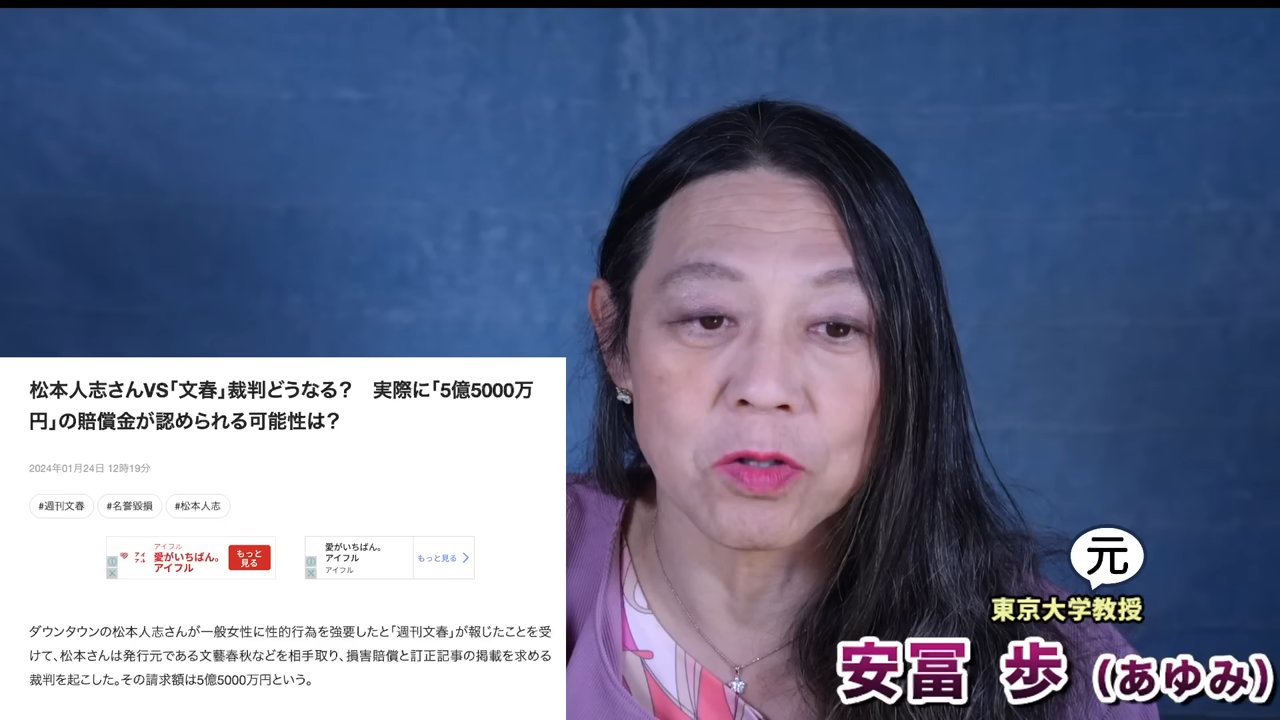 松本人志さんVS「文春」裁判どうなる？　実際に「5億5000万
円」の賠償金が認められる可能性は？
2024年01月24日 12時19分
#週刊文春 #名誉毀損 #松本人志
アイ
フル
アイフル
愛がいちばん。
アイフル
もっと
見る
愛がいちばん。
アイフル
アイフル
もっと見る
ダウンタウンの松本人志さんが一般女性に性的行為を強要したと「週刊文春」が報じたことを受
けて、松本さんは発行元である文藝春秋などを相手取り、損害賠償と訂正記事の掲載を求める
裁判を起こした。その請求額は5億5000万円という。
元
東京大学教授
安冨 歩 (あゆみ)